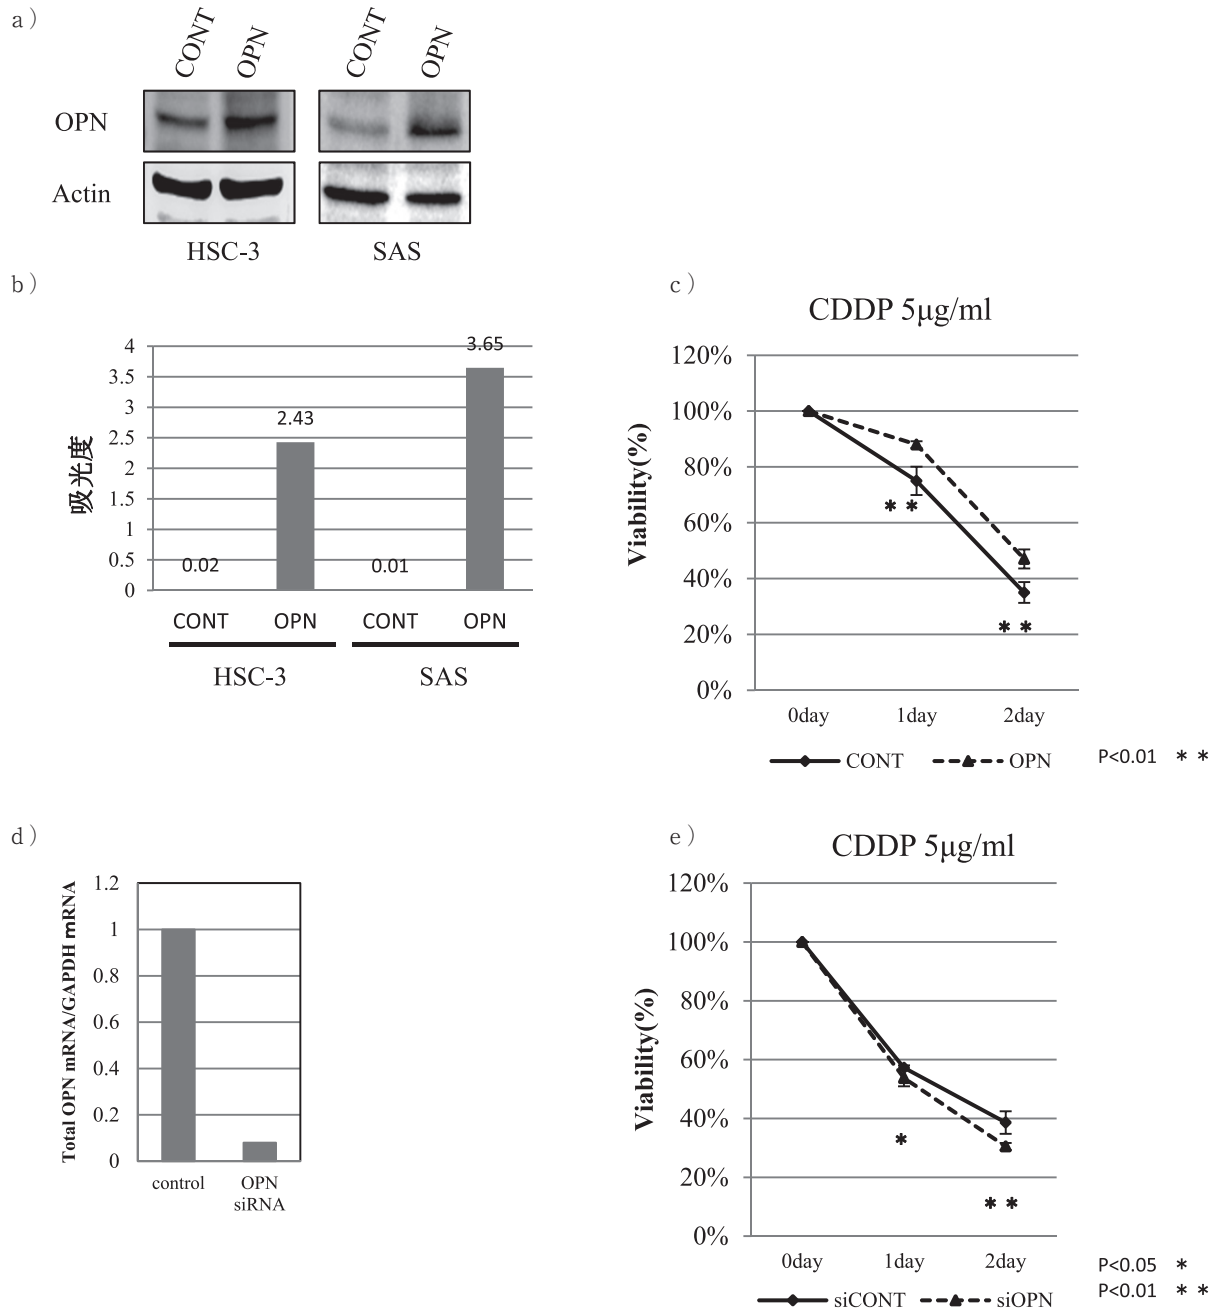 a)
CONT OPN CONT OPN
OPN
Actin
HSC-3 SAS
b)
4
3.5
3
2.5
2
1.5
1
0.5
0
吸光度
0.02
2.43
0.01
3.65
CONT OPN CONT OPN
HSC-3 SAS
c)
CDDP 5μg/ml
120%
100%
80%
60%
40%
20%
0%
Viability(%)
**
**
0day 1day 2day
CONT OPN
P<0.01 **
d)
1.2
1
0.8
0.6
0.4
0.2
0
Total OPN mRNA/GAPDH mRNA
control OPN
siRNA
e)
CDDP 5μg/ml
120%
100%
80%
60%
40%
20%
0%
Viability(%)
*
**
0day 1day 2day
siCONT siOPN
P<0.05 *
P<0.01 **